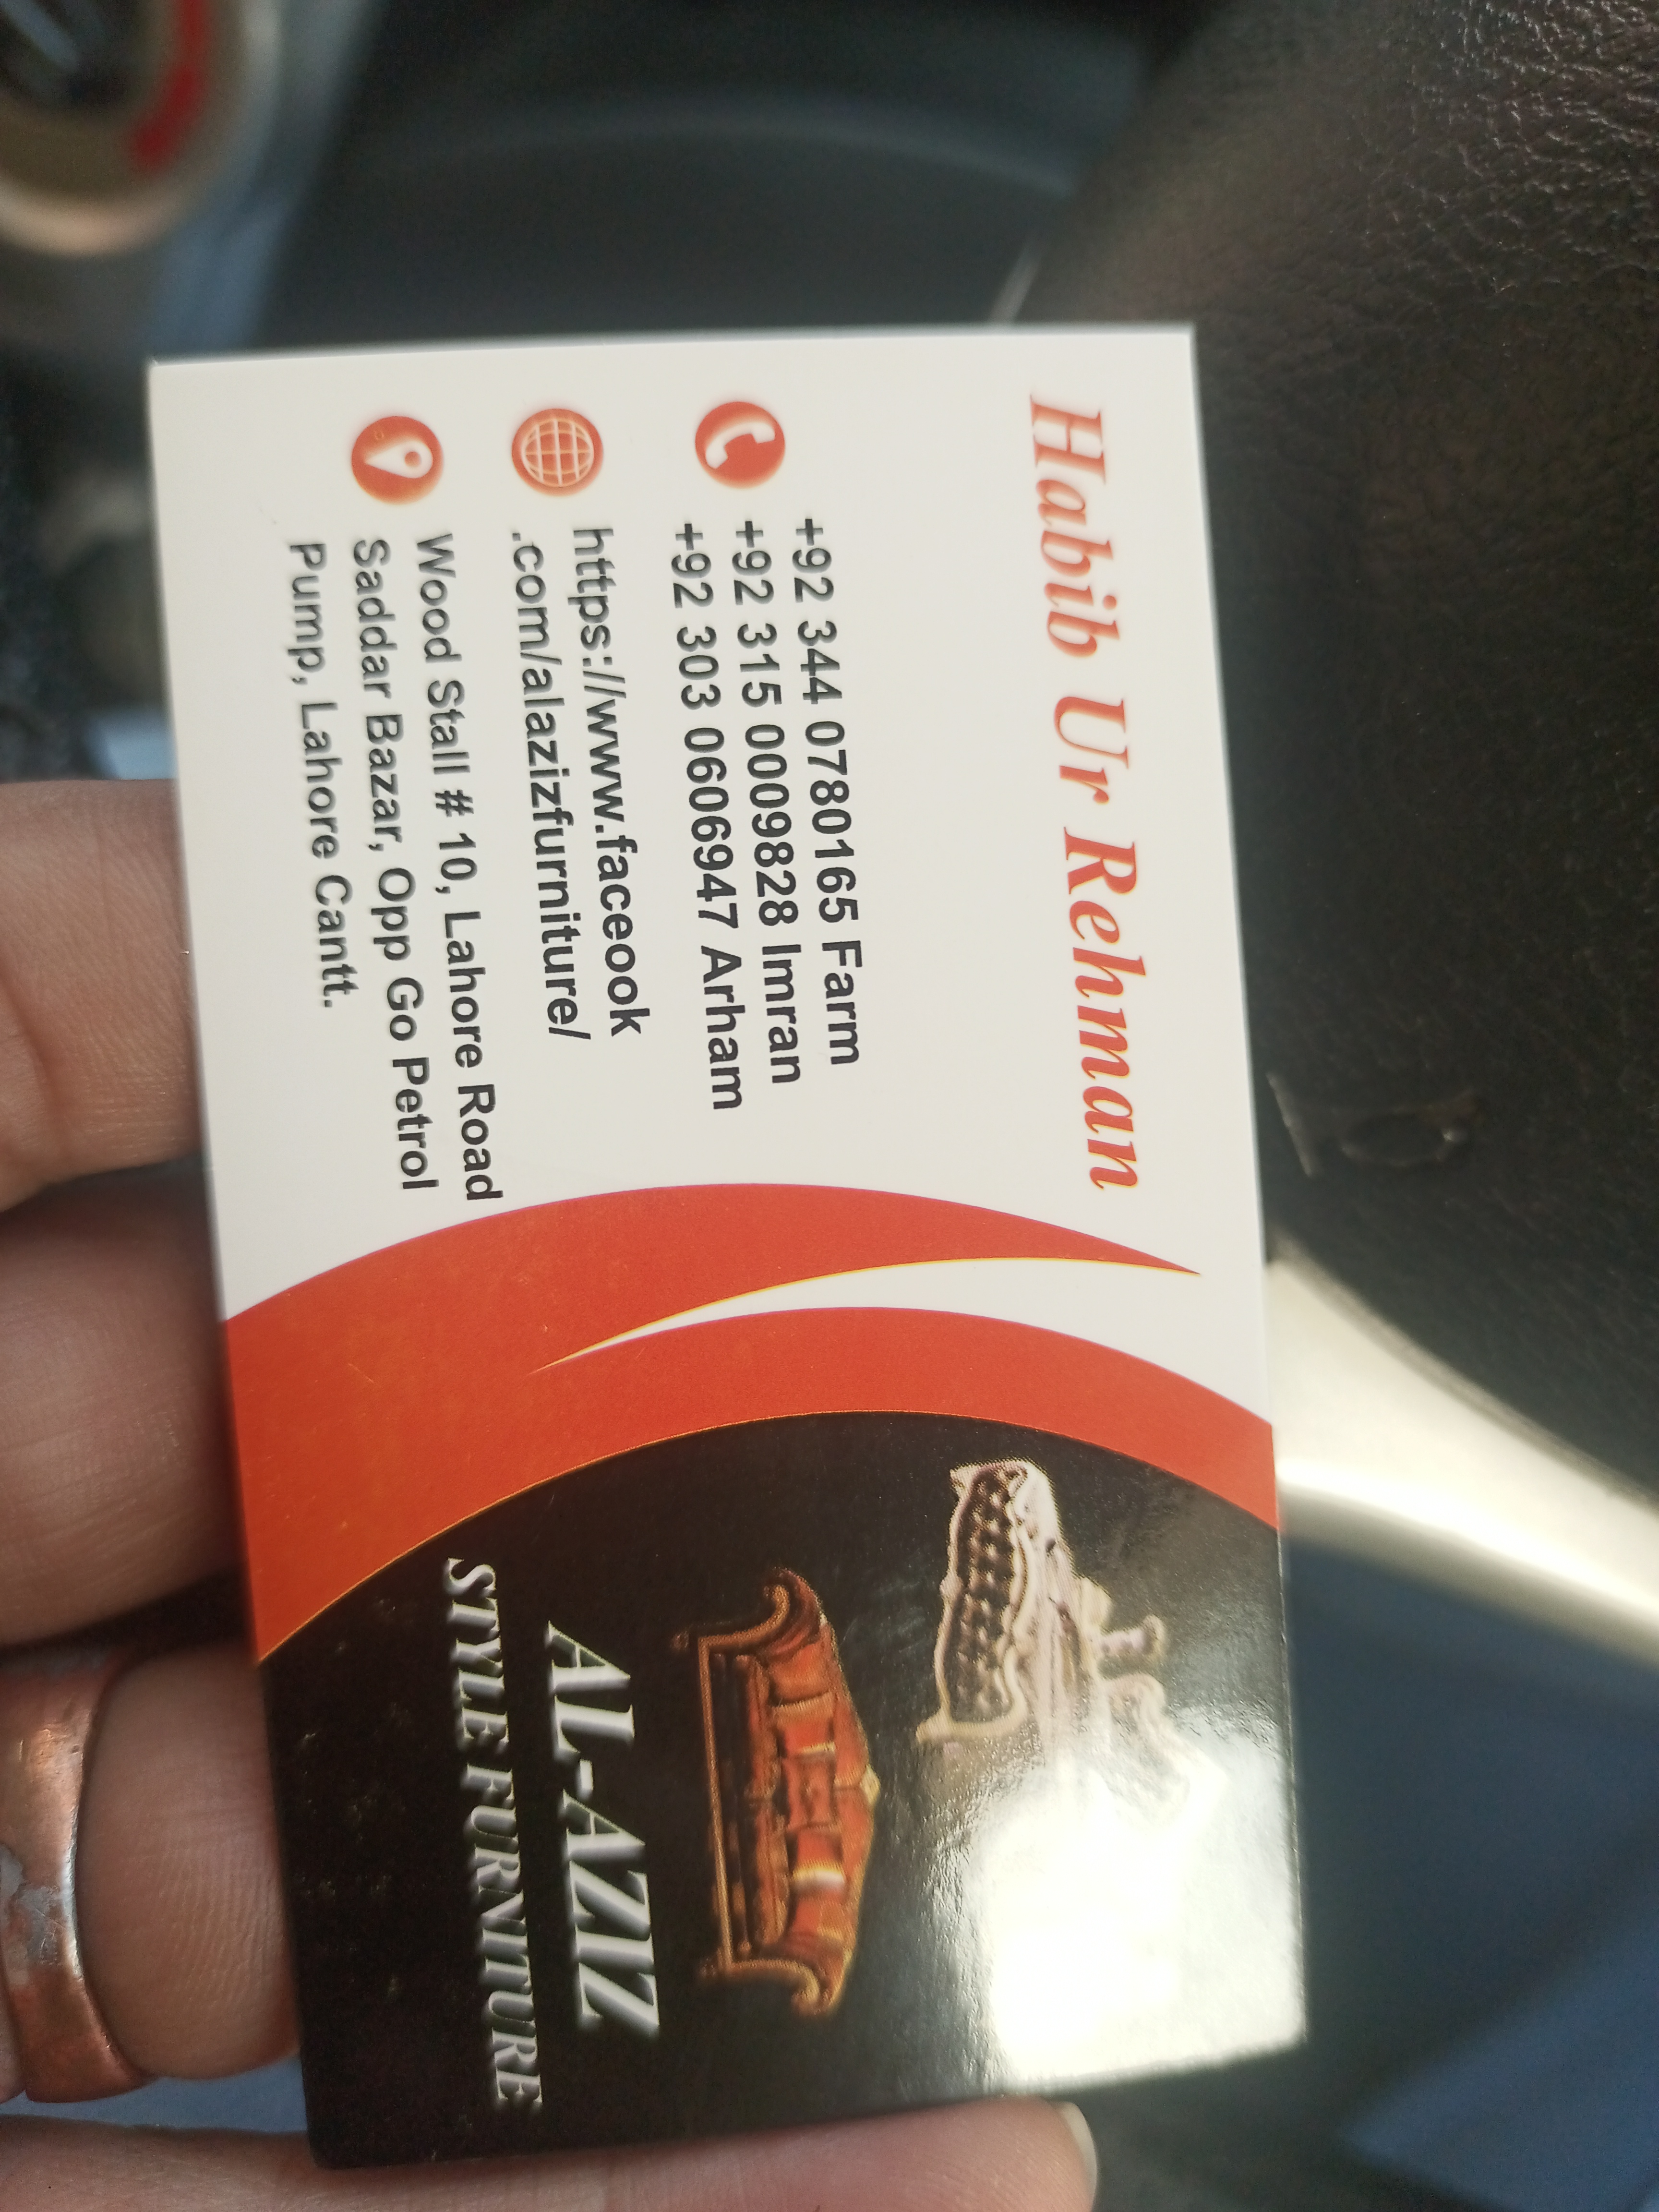 Habib Ur Rehman
+92 344 0780165 Farm
+92 315 0009828 Imran
+92 303 0606947 Arham
https://www.faceook
.com/alazizfurniture/
Wood Stall # 10, Lahore Road
Saddar Bazar, Opp Go Petrol
Pump, Lahore Cantt.
AL-AZIZ
STYLE FURNITURE